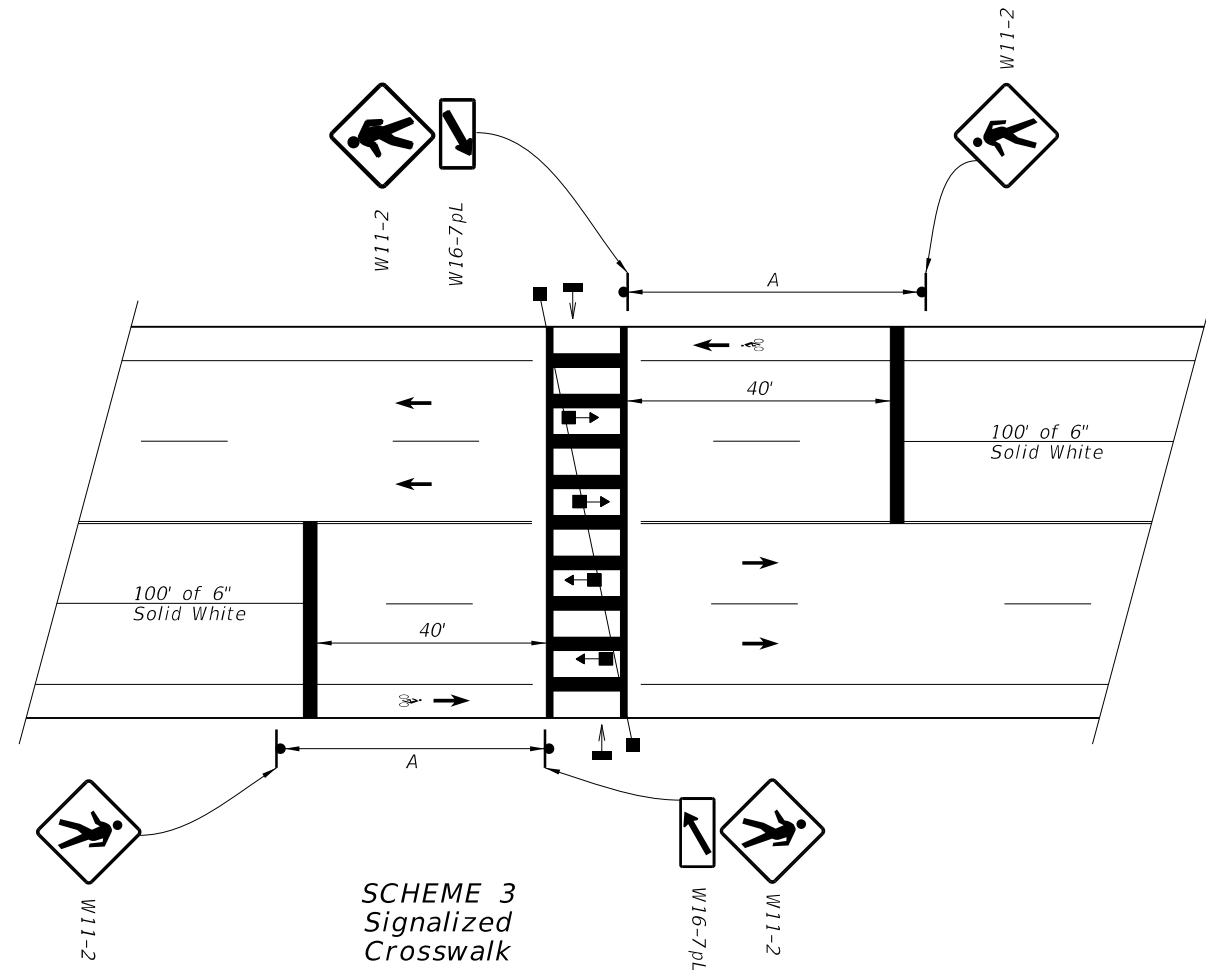 W11-2
W11-2
W16-7pL
A
40'
100' of 6"
Solid White
100' of 6"
Solid White
40'
A
W11-2
W16-7pL
W11-2
SCHEME 3
Signalized
Crosswalk